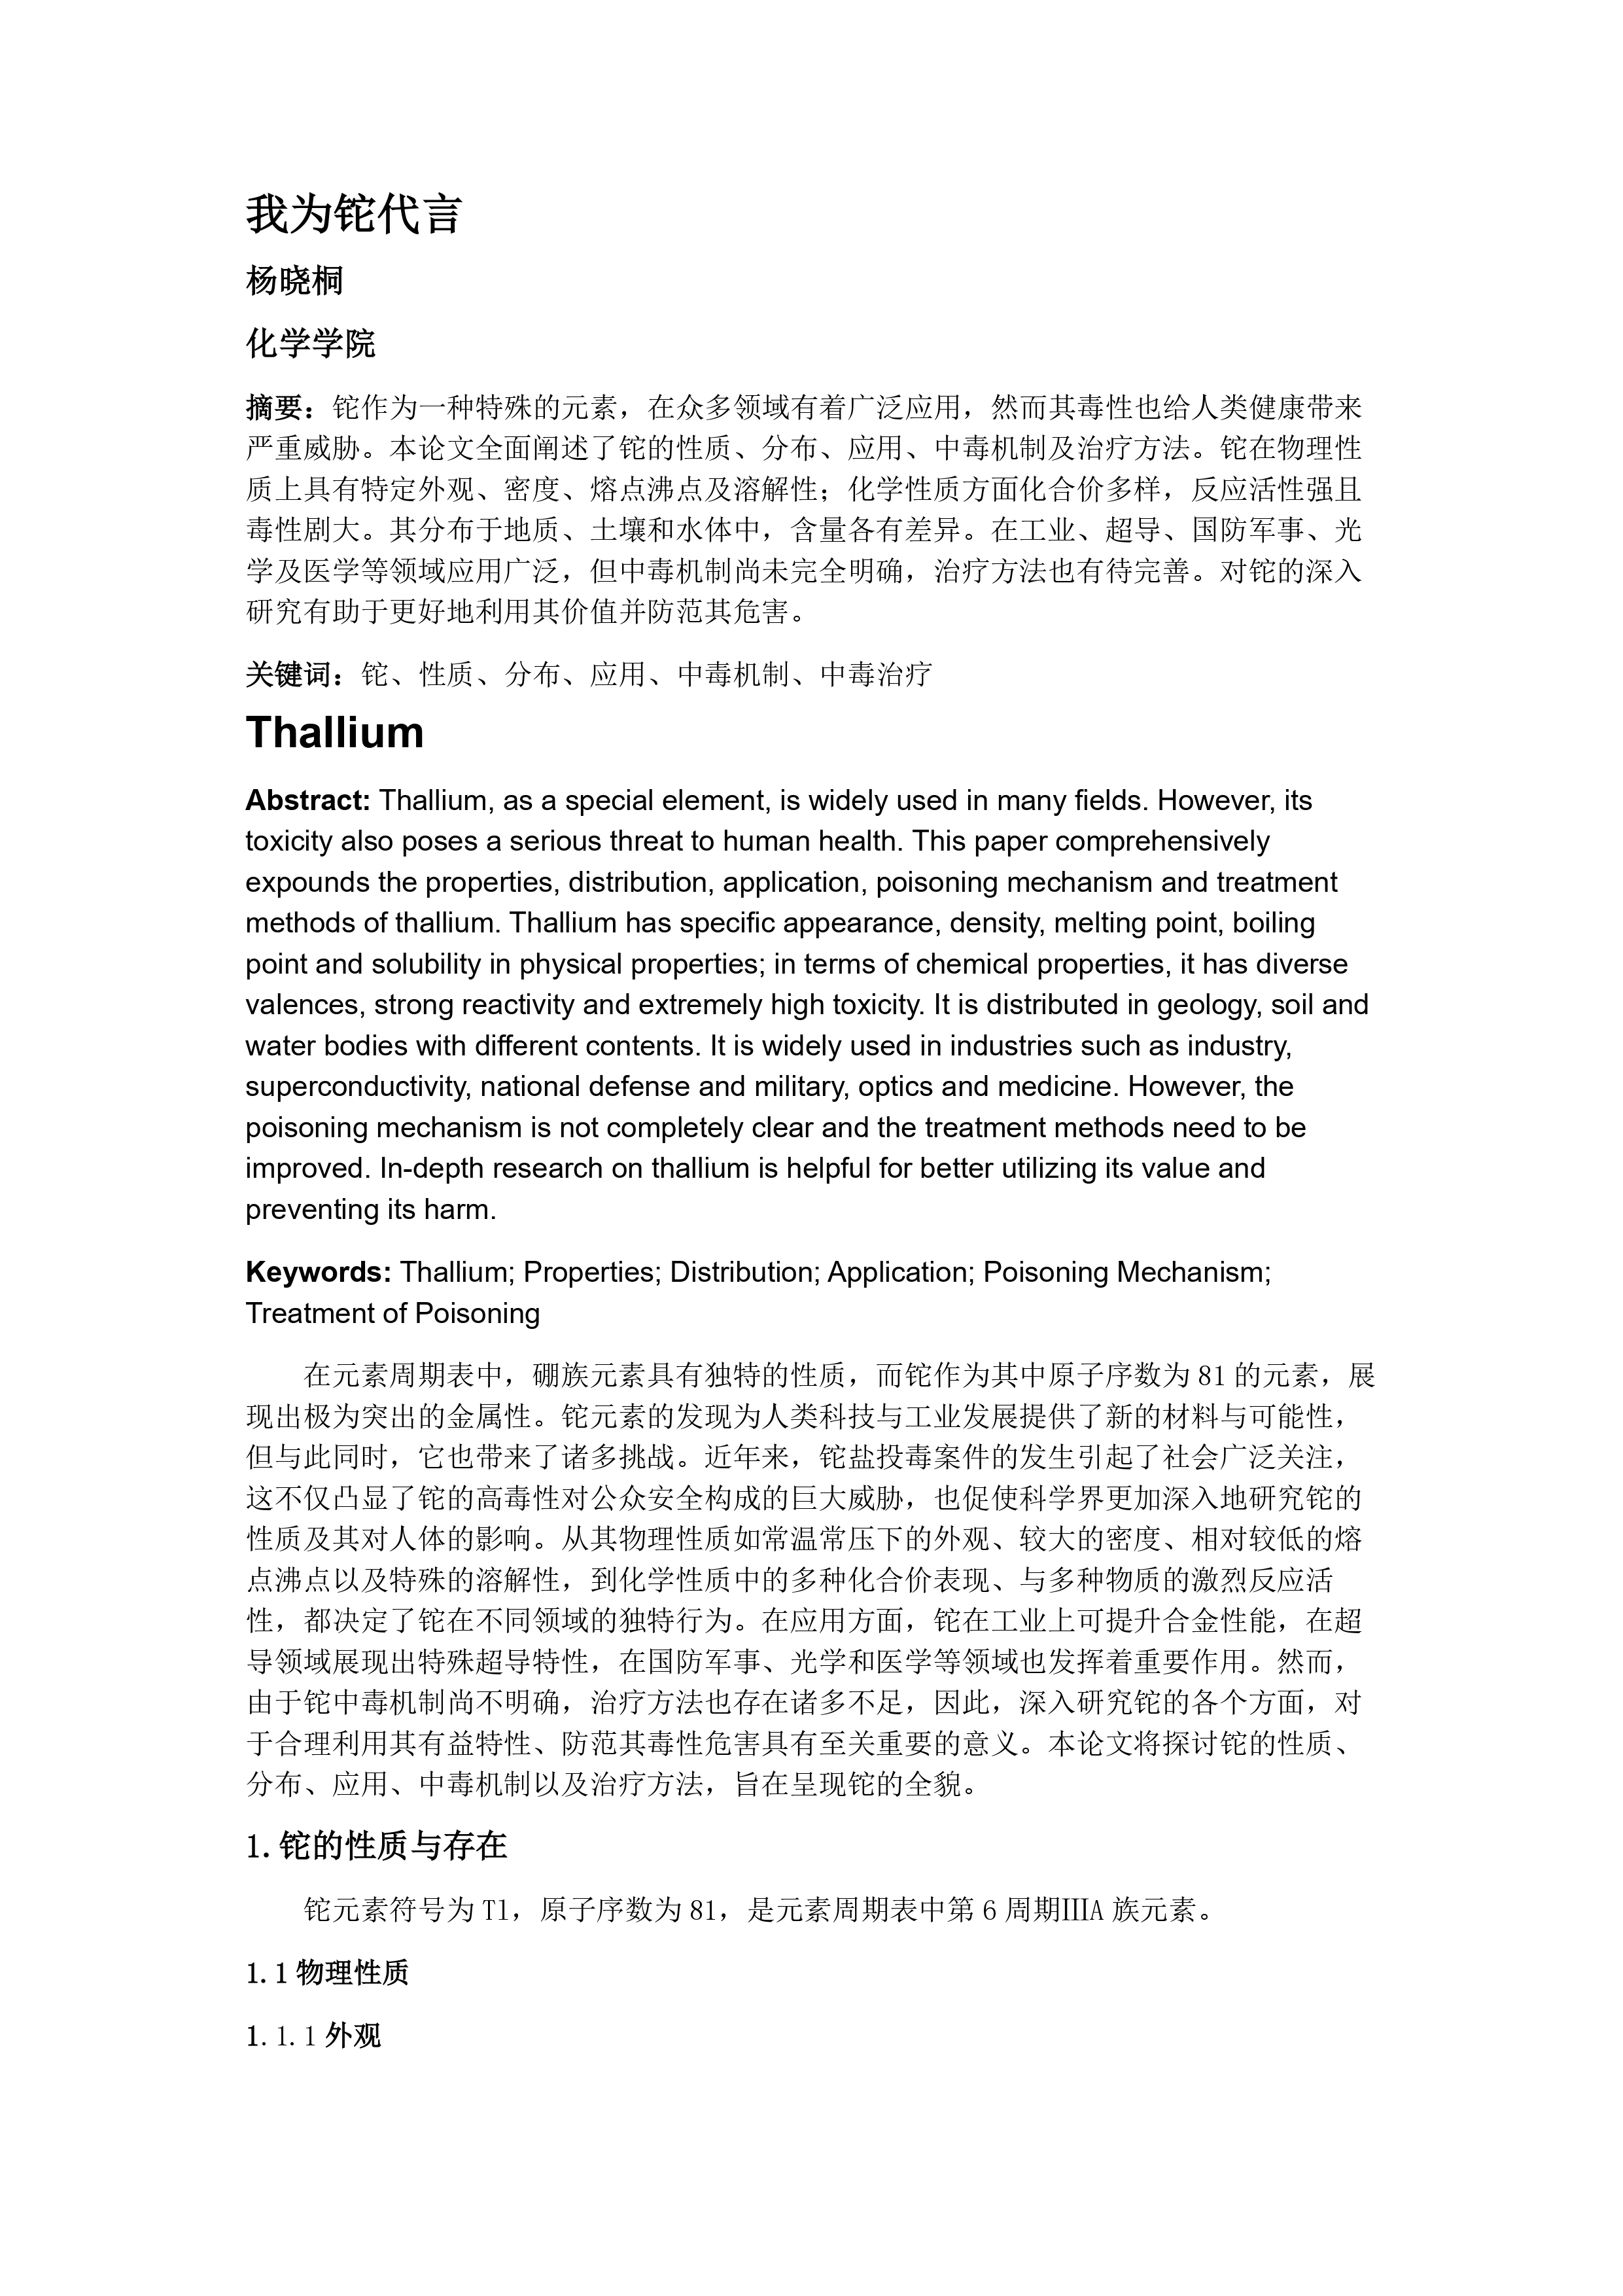 我为铊代言
杨晓桐
化学学院
摘要：铊作为一种特殊的元素，在众多领域有着广泛应用，然而其毒性也给人类健康带来
严重威胁。本论文全面阐述了铊的性质、分布、应用、中毒机制及治疗方法。铊在物理性
质上具有特定外观、密度、熔点沸点及溶解性；化学性质方面化合价多样，反应活性强且
毒性剧大。其分布于地质、土壤和水体中，含量各有差异。在工业、超导、国防军事、光
学及医学等领域应用广泛，但中毒机制尚未完全明确，治疗方法也有待完善。对铊的深入
研究有助于更好地利用其价值并防范其危害。
关键词：铊、性质、分布、应用、中毒机制、中毒治疗
Thallium
Abstract: Thallium, as a special element, is widely used in many fields. However, its
toxicity also poses a serious threat to human health. This paper comprehensively
expounds the properties, distribution, application, poisoning mechanism and treatment
methods of thallium. Thallium has specific appearance, density, melting point, boiling
point and solubility in physical properties; in terms of chemical properties, it has diverse
valences, strong reactivity and extremely high toxicity. It is distributed in geology, soil and
water bodies with different contents. It is widely used in industries such as industry,
superconductivity, national defense and military, optics and medicine. However, the
poisoning mechanism is not completely clear and the treatment methods need to be
improved. In-depth research on thallium is helpful for better utilizing its value and
preventing its harm.
Keywords: Thallium; Properties; Distribution; Application; Poisoning Mechanism;
Treatment of Poisoning
在元素周期表中，硼族元素具有独特的性质，而铊作为其中原子序数为 81 的元素，展
现出极为突出的金属性。铊元素的发现为人类科技与工业发展提供了新的材料与可能性，
但与此同时，它也带来了诸多挑战。近年来，铊盐投毒案件的发生引起了社会广泛关注，
这不仅凸显了铊的高毒性对公众安全构成的巨大威胁，也促使科学界更加深入地研究铊的
性质及其对人体的影响。从其物理性质如常温常压下的外观、较大的密度、相对较低的熔
点沸点以及特殊的溶解性，到化学性质中的多种化合价表现、与多种物质的激烈反应活
性，都决定了铊在不同领域的独特行为。在应用方面，铊在工业上可提升合金性能，在超
导领域展现出特殊超导特性，在国防军事、光学和医学等领域也发挥着重要作用。然而，
由于铊中毒机制尚不明确，治疗方法也存在诸多不足，因此，深入研究铊的各个方面，对
于合理利用其有益特性、防范其毒性危害具有至关重要的意义。本论文将探讨铊的性质、
分布、应用、中毒机制以及治疗方法，旨在呈现铊的全貌。
1.铊的性质与存在
铊元素符号为 Tl，原子序数为 81，是元素周期表中第 6 周期ⅢA 族元素。
1.1 物理性质
1.1.1 外观